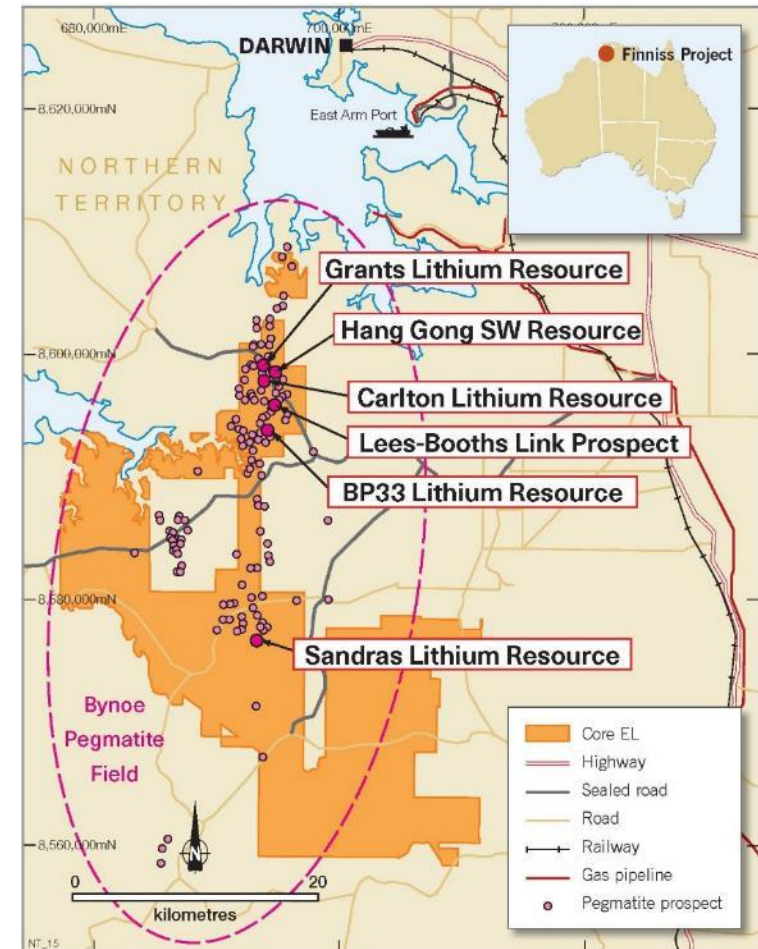 680,000mE
700,000mE
DARWIN
Finniss Project
8,620,000mN
East Arm Port
NORTHERN
TERRITORY
Grants Lithium Resource
Hang Gong SW Resource
8,600,000mN
Carlton Lithium Resource
Lees-Booths Link Prospect
BP33 Lithium Resource
8,580,000mN
Sandras Lithium Resource
Bynoe
Pegmatite
Field
Core EL
Highway
Sealed road
Road
Railway
Gas pipeline
Pegmatite prospect
8,560,000mN
N
0 20
kilometres
NT_15